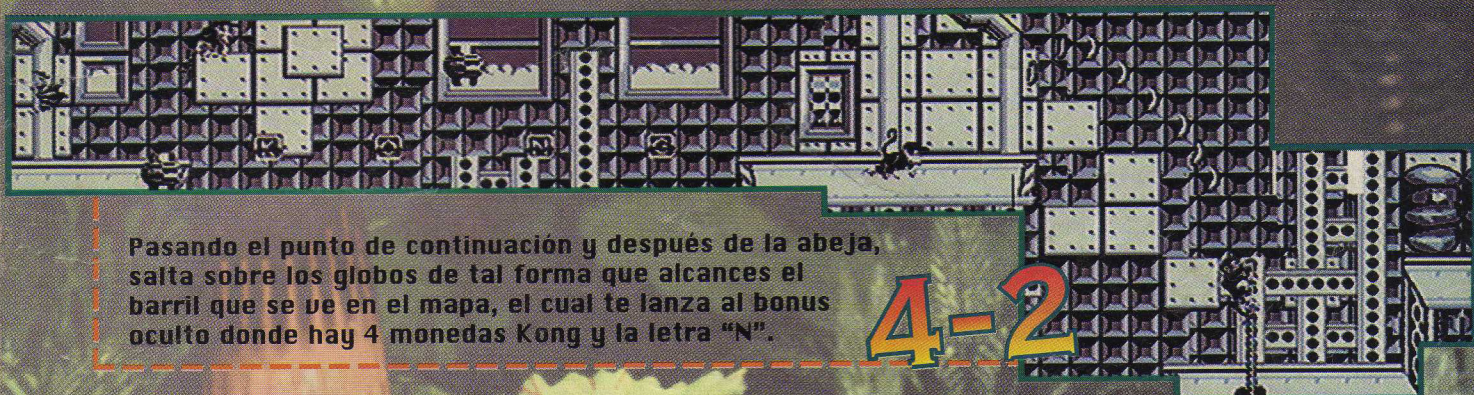 Pasando el punto de continuación y después de la abeja,
salta sobre los globos de tal forma que alcances el
barril que se ve en el mapa, el cual te lanza al bonus
oculto donde hay 4 monedas Kong y la letra “N”.
4-2